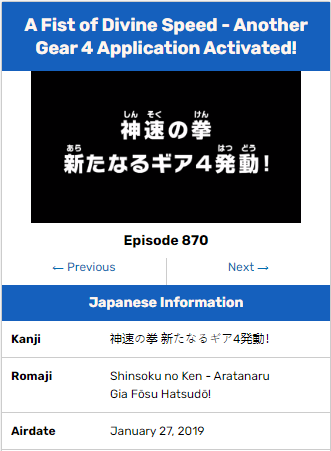 A Fist of Divine Speed - Another
Gear 4 Application Activated!
しん そく けん
神速の拳
あら はつ どう
新たなるギア4発動!
Episode 870
← Previous
Next →
Japanese Information
Kanji
神速の拳 新たなるギア4発動!
Romaji
Shinsoku no Ken - Aratanaru
Gia Fōsu Hatsudō!
Airdate
January 27, 2019